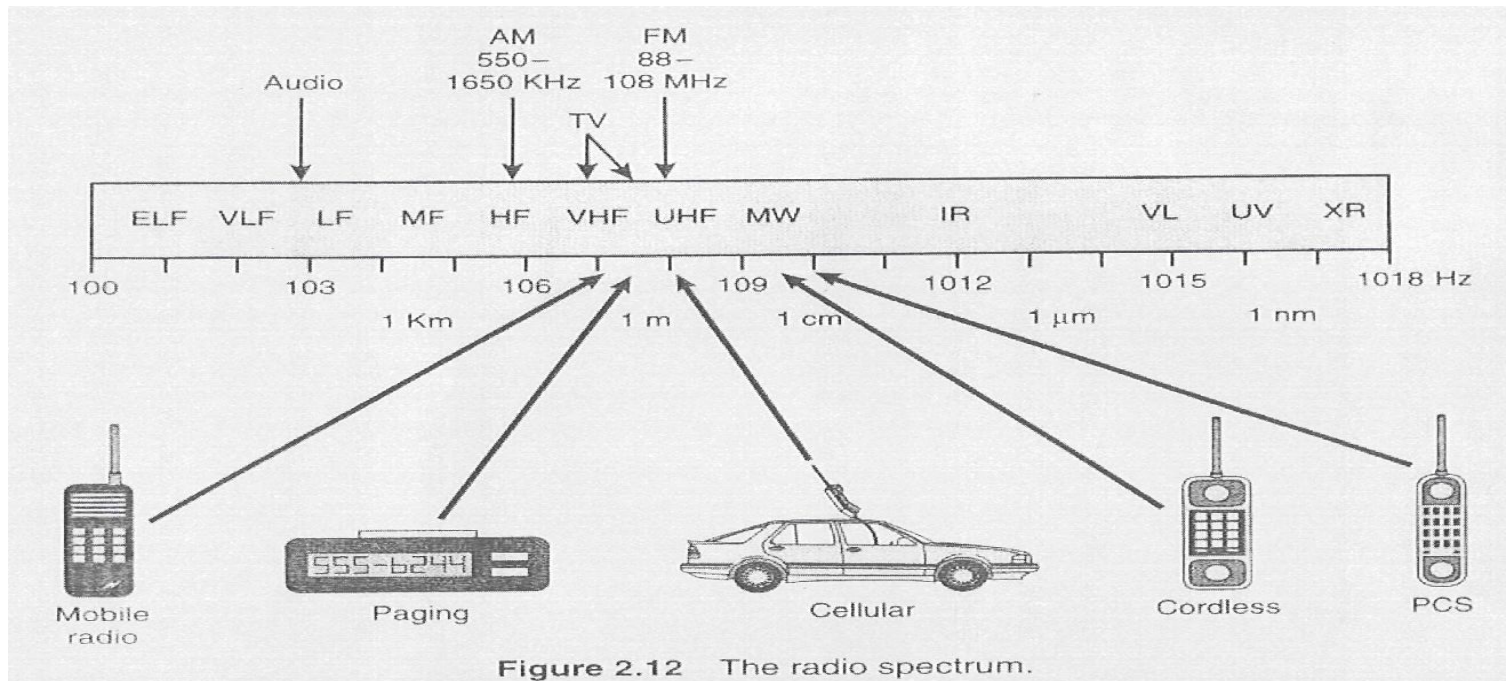 AM
550–
1650 KHz
FM
88–
108 MHz
Audio
TV
ELF VLF LF MF HF VHF UHF MW IR VL UV XR
100 103 106 109 1012 1015 1018 Hz
1 Km 1 m 1 cm 1 μm 1 nm
555-6244
Mobile
radio
Paging
Cellular
Cordless
PCS
Figure 2.12 The radio spectrum.